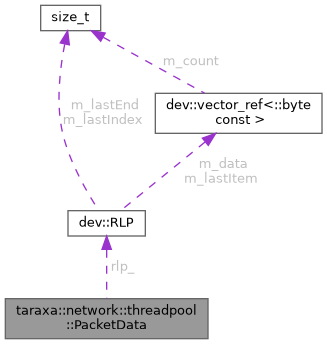 size_t
m_count
m_lastEnd
m_lastIndex
dev::vector_ref<::byte
const >
m_data
m_lastItem
dev::RLP
rlp_
taraxa::network::threadpool
::PacketData